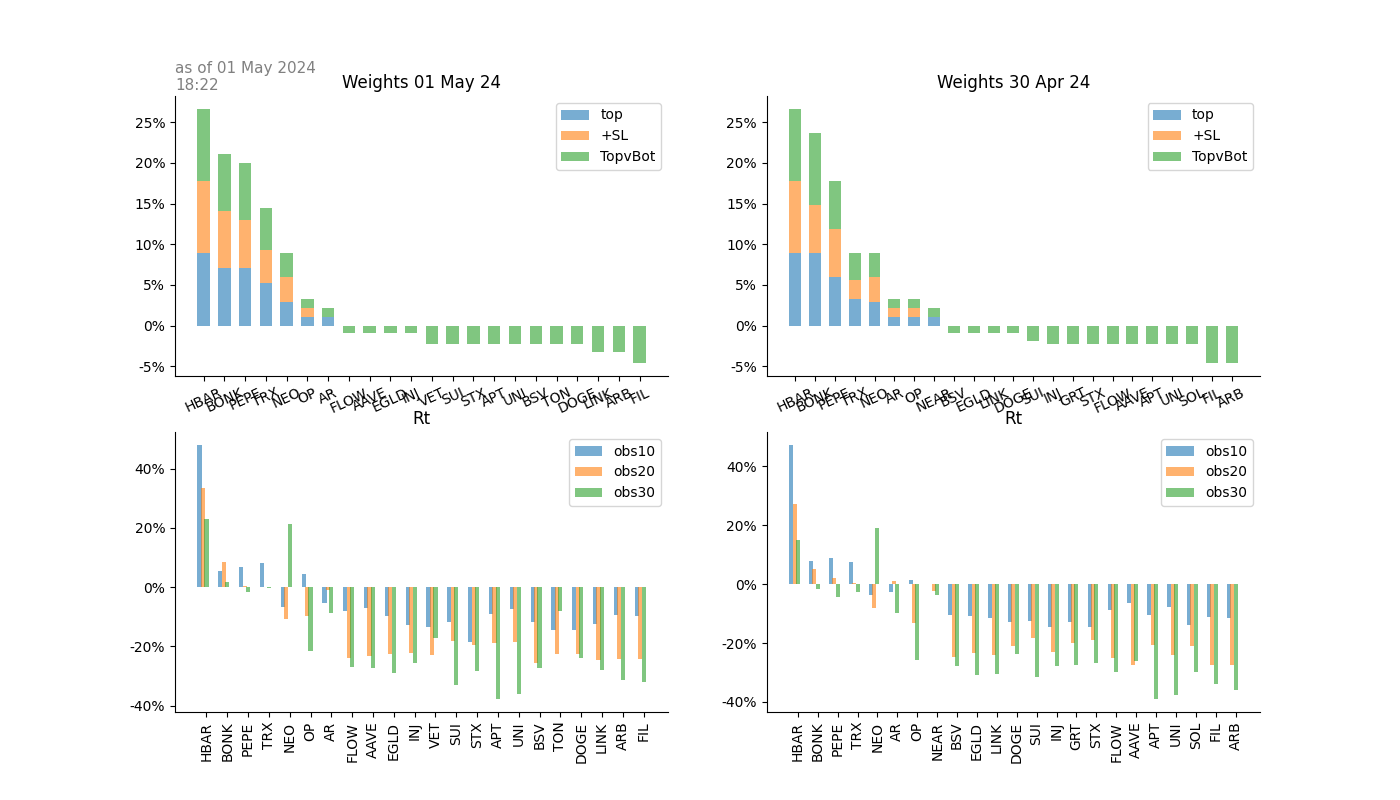 as of 01 May 2024
18:22
Weights 01 May 24
25%
20%
15%
10%
5%
0%
-5%
top
+SL
TopvBot
HBAR BONK PEPE TRX NEO OP AR FLOW AAVE EGLD INJ VET SUI STX APT UNI BSV TON DOGE LINK ARB FIL
Weights 30 Apr 24
25%
20%
15%
10%
5%
0%
-5%
top
+SL
TopvBot
HBAR BONK PEPE TRX NEO AR OP NEAR BSV EGLD LINK DOGE SUI INJ GRT STX FLOW AAVE APT UNI SOL FIL ARB
Rt
40%
20%
0%
-20%
-40%
obs10
obs20
obs30
HBAR BONK PEPE TRX NEO OP AR FLOW AAVE EGLD INJ VET SUI STX APT UNI BSV TON DOGE LINK ARB FIL
Rt
40%
20%
0%
-20%
-40%
obs10
obs20
obs30
HBAR BONK PEPE TRX NEO AR OP NEAR BSV EGLD LINK DOGE SUI INJ GRT STX FLOW AAVE APT UNI SOL FIL ARB